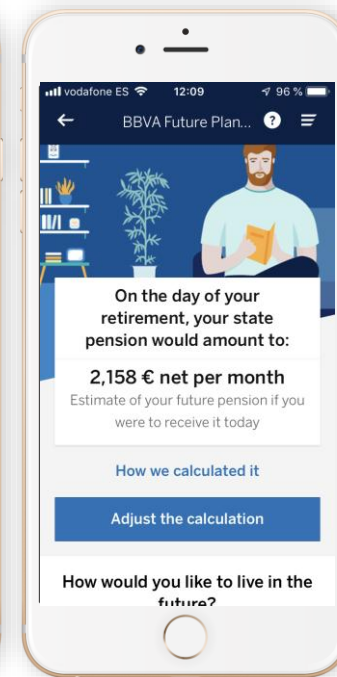 vodafone ES 12:09 96 %
BBVA Future Plan... ?
On the day of your
retirement, your state
pension would amount to:
2,158 € net per month
Estimate of your future pension if you
were to receive it today
How we calculated it
Adjust the calculation
How would you like to live in the
future?